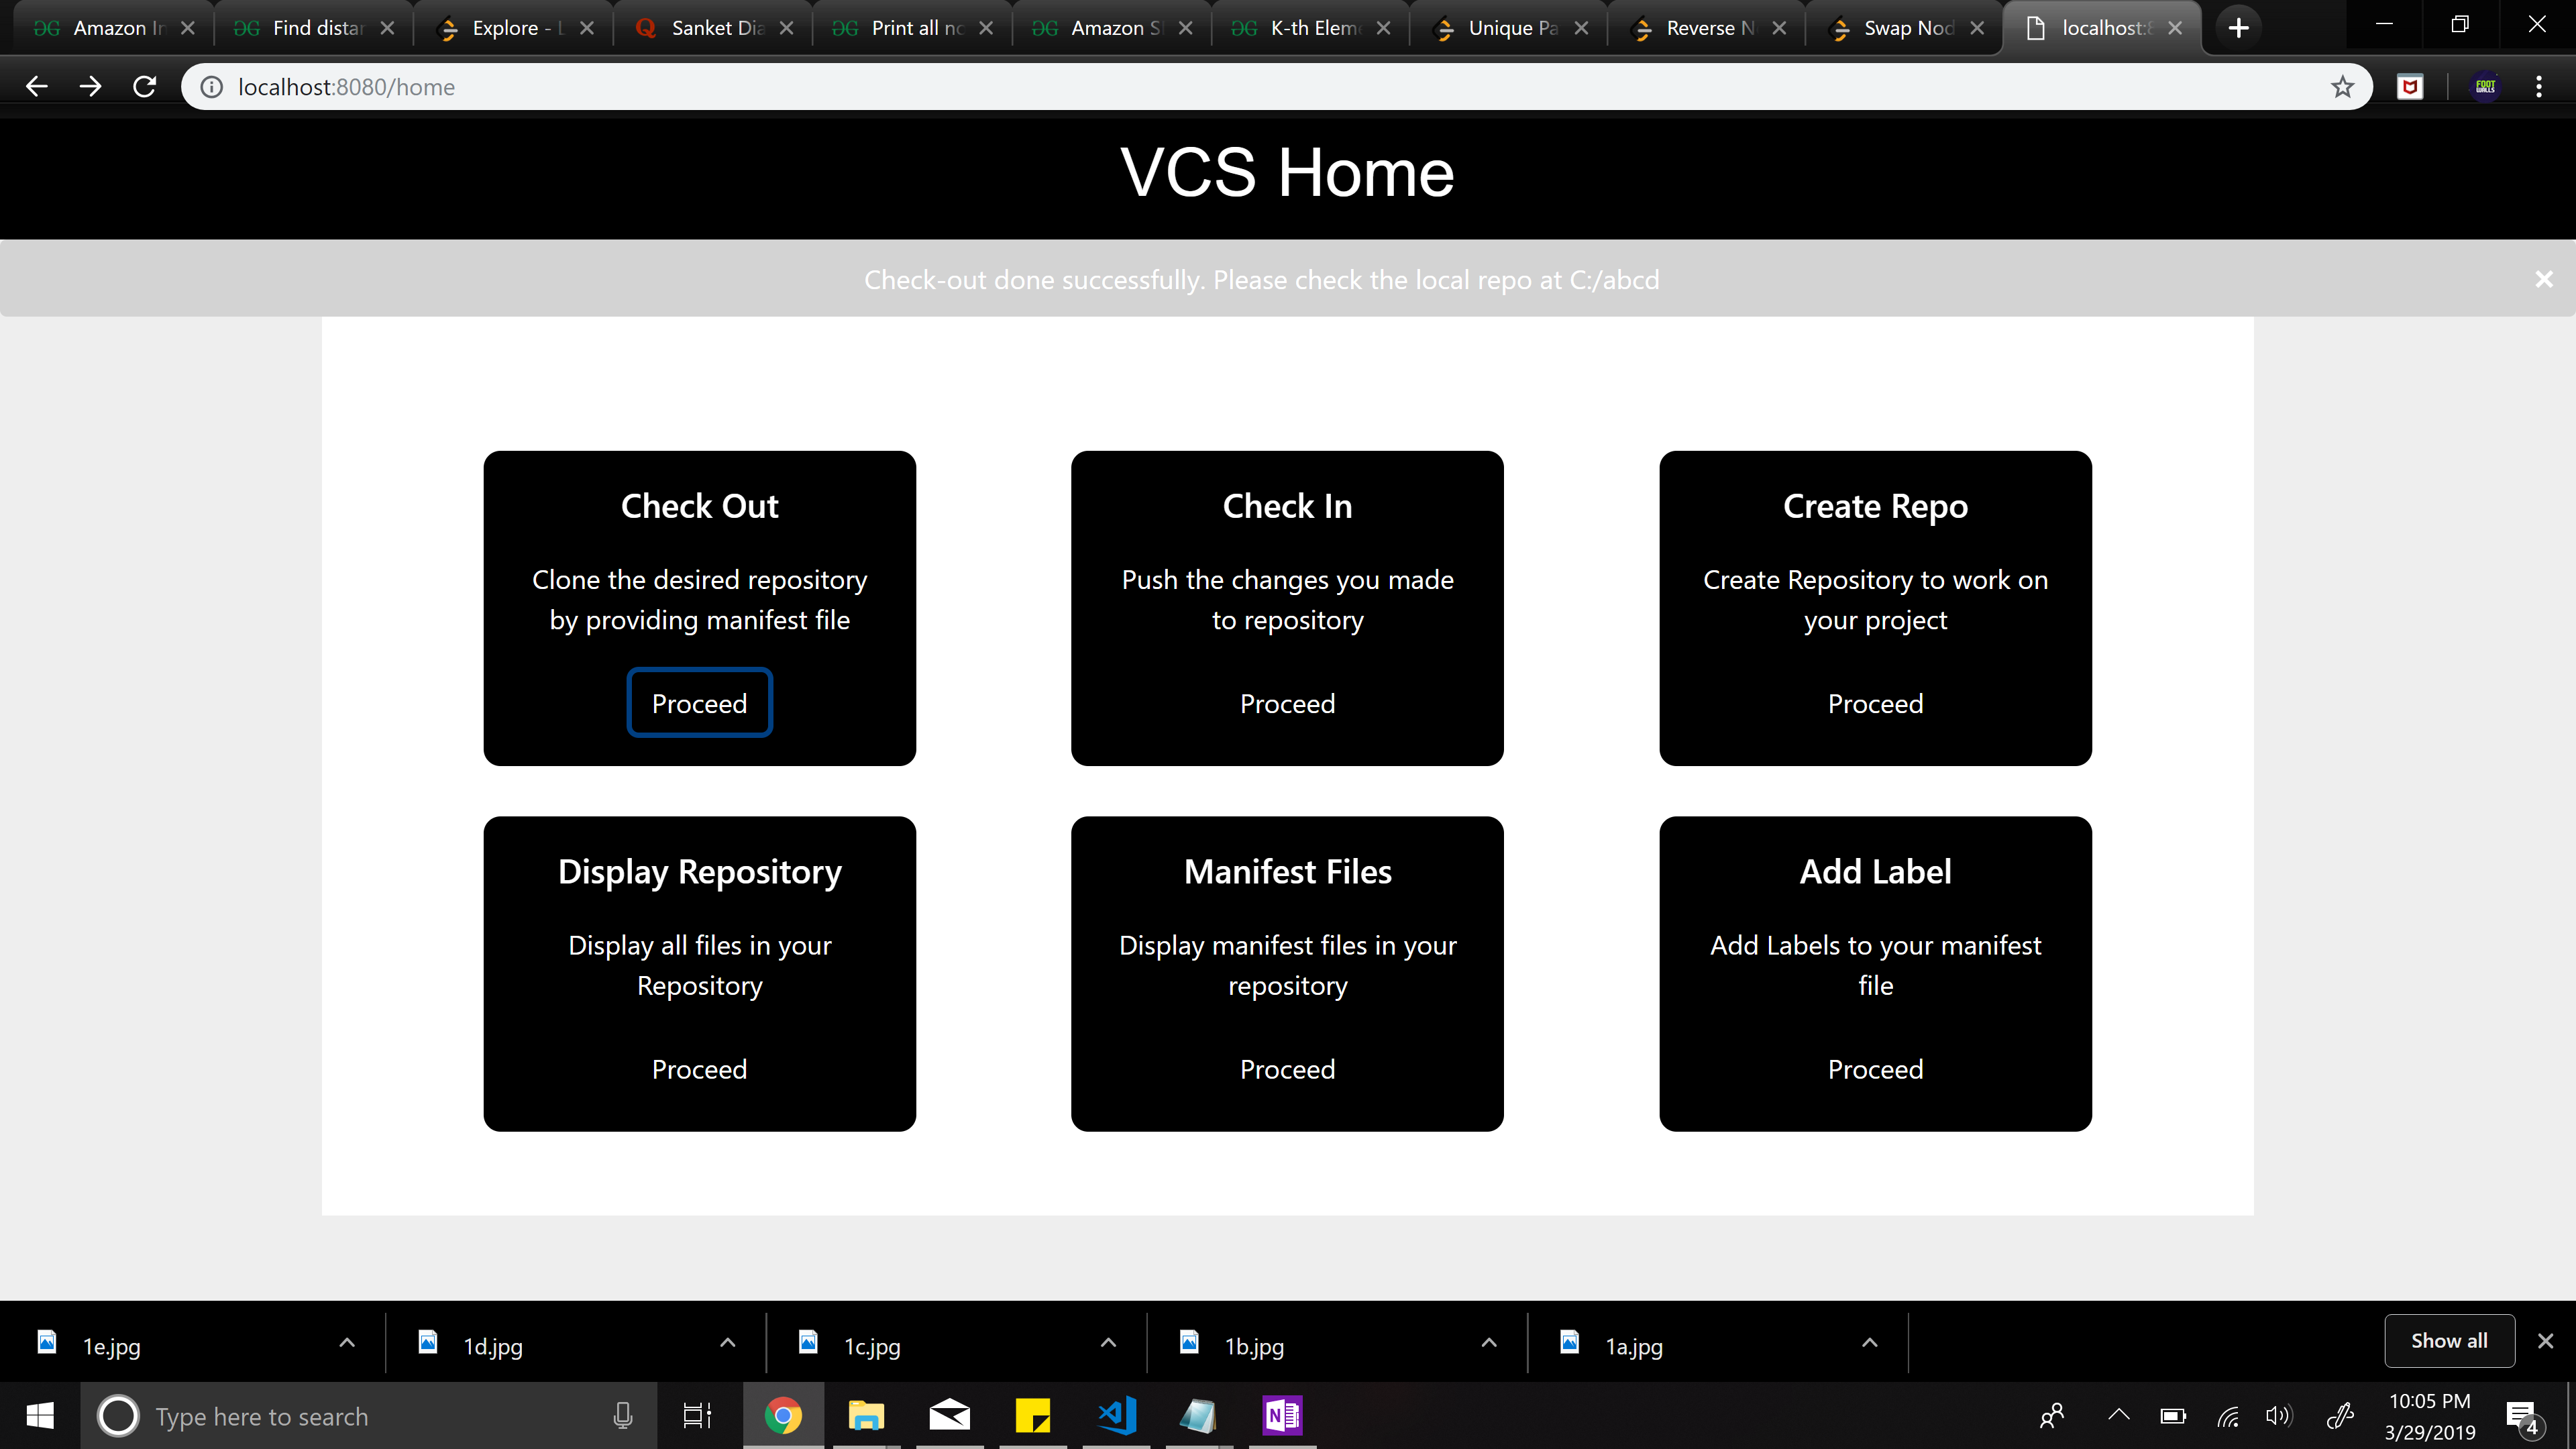 Amazon In
Find distan
Explore - L
Sanket Dia
Print all no
Amazon S
K-th Eleme
Unique Pa
Reverse N
Swap Nod
localhost:8
localhost:8080/home
VCS Home
Check-out done successfully. Please check the local repo at C:/abcd
Check Out
Clone the desired repository
by providing manifest file
Proceed
Check In
Push the changes you made
to repository
Proceed
Create Repo
Create Repository to work on
your project
Proceed
Display Repository
Display all files in your
Repository
Proceed
Manifest Files
Display manifest files in your
repository
Proceed
Add Label
Add Labels to your manifest
file
Proceed
1e.jpg
1d.jpg
1c.jpg
1b.jpg
1a.jpg
Show all
Type here to search
10:05 PM
3/29/2019
4